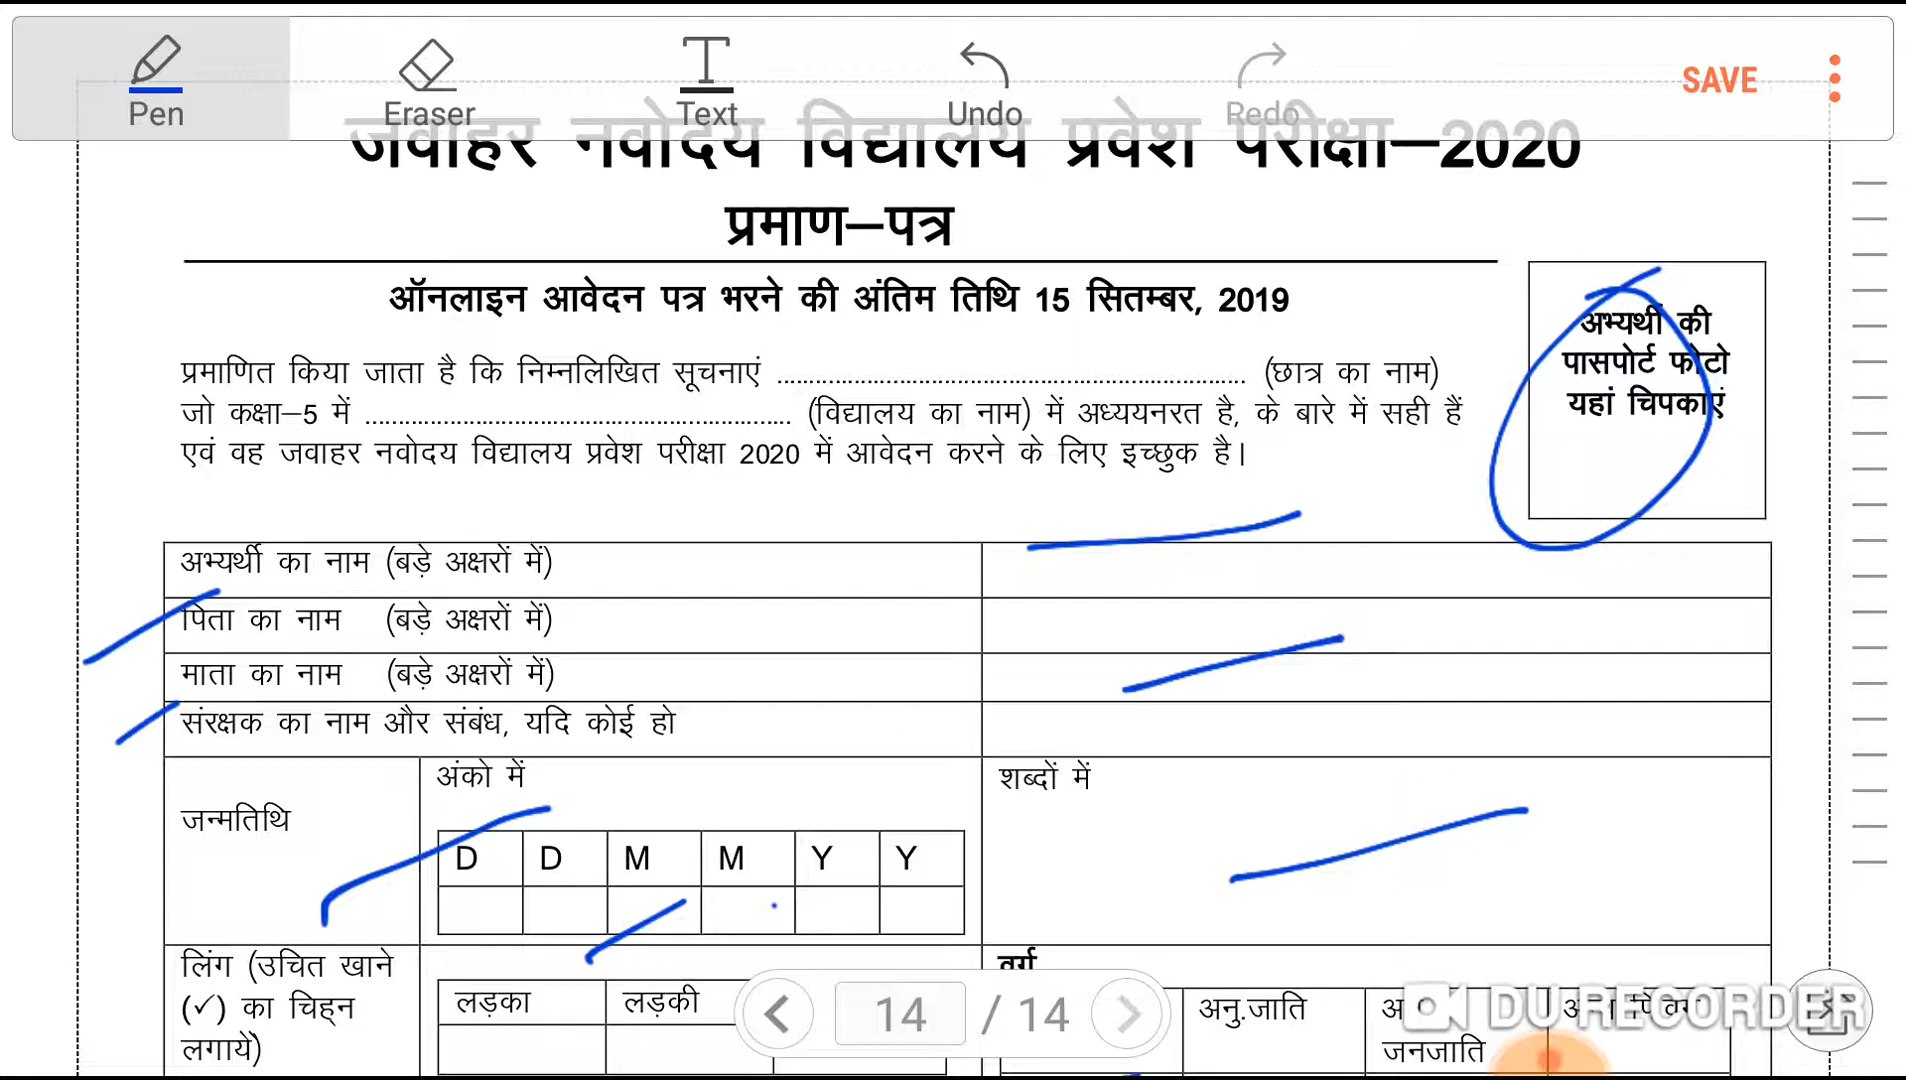 Pen Eraser Text Undo Redo SAVE
जवाहर नवोदय विद्यालय प्रवेश परीक्षा–2020
प्रमाण–पत्र
ऑनलाइन आवेदन पत्र भरने की अंतिम तिथि 15 सितम्बर, 2019
अभ्यर्थी की
पासपोर्ट फोटो
यहां चिपकाएं
प्रमाणित किया जाता है कि निम्नलिखित सूचनाएं .................................................................. (छात्र का नाम)
जो कक्षा–5 में ............................................................ (विद्यालय का नाम) में अध्ययनरत है, के बारे में सही हैं
एवं वह जवाहर नवोदय विद्यालय प्रवेश परीक्षा 2020 में आवेदन करने के लिए इच्छुक है।
अभ्यर्थी का नाम (बड़े अक्षरों में)
पिता का नाम (बड़े अक्षरों में)
माता का नाम (बड़े अक्षरों में)
संरक्षक का नाम और संबंध, यदि कोई हो
जन्मतिथि
अंको में
D D M M Y Y
शब्दों में
लिंग (उचित खाने
(✓) का चिह्न
लगायें)
लड़का लड़की
वर्ग
अनु.जाति
जनजाति
14 / 14
DU RECORDER